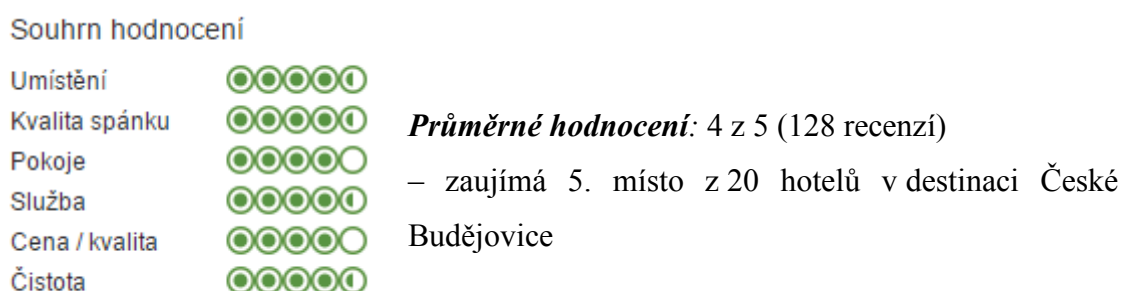 Souhrn hodnocení
Umístění
Kvalita spánku
Pokoje
Služba
Cena / kvalita
Čistota
Průměrné hodnocení: 4 z 5 (128 recenzí)
– zaujímá 5. místo z 20 hotelů v destinaci České
Budějovice